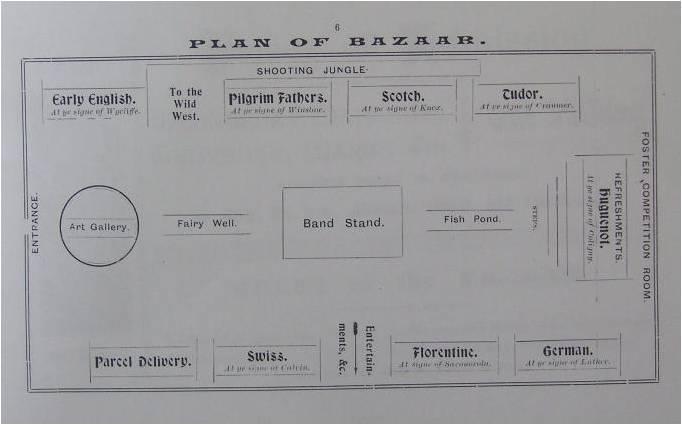 6
PLAN OF BAZAAR.
SHOOTING JUNGLE.
Early English.
At ye signe of Wycliffe.
To the
Wild
West.
Pilgrim Fathers.
At ye signe of Winslow.
Scotch.
At ye signe of Knox.
Tudor.
At ye signe of Cranmer.
ENTRANCE.
Art Gallery.
Fairy Well.
Band Stand.
Fish Pond.
STEPS.
REFRESHMENTS.
Huguenot.
At ye signe of Coligny.
FOSTER COMPETITION ROOM.
Parcel Delivery.
Swiss.
At ye signe of Calvin.
Entertain-
ments, &c.
Florentine.
At signe of Savonarola.
German.
At ye signe of Luther.